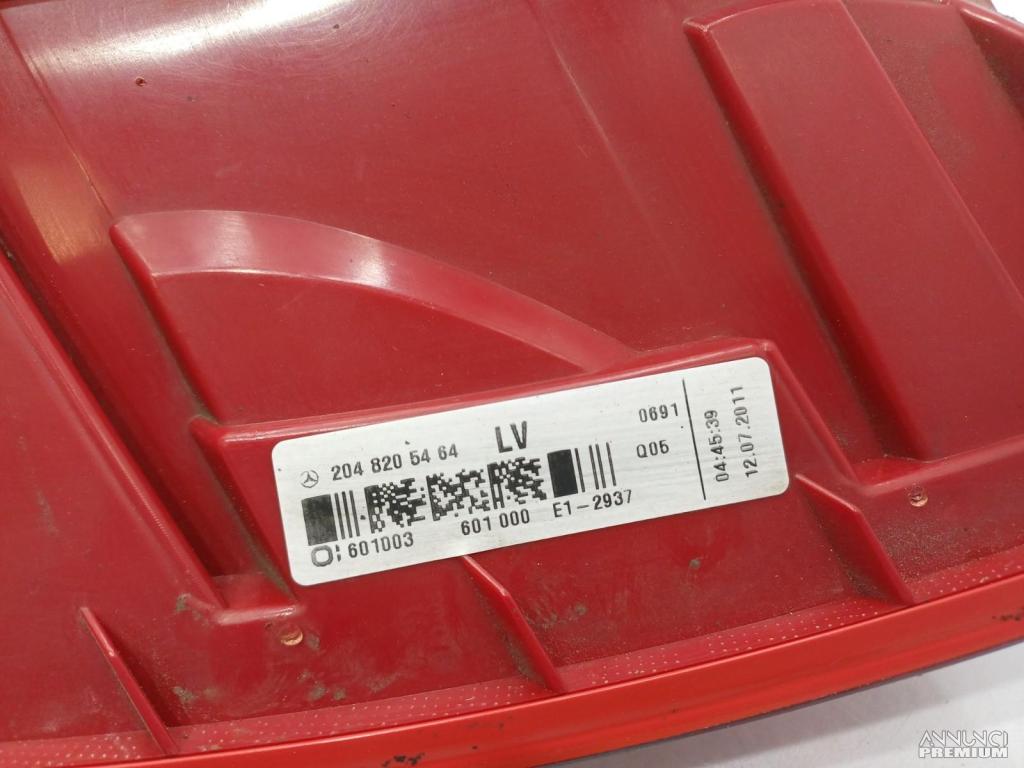 204 820 54 64 LV
0691
Q05
601003 601 000 E1-2937
04:45:39
12.07.2011
ANNUNCI
PREMIUM